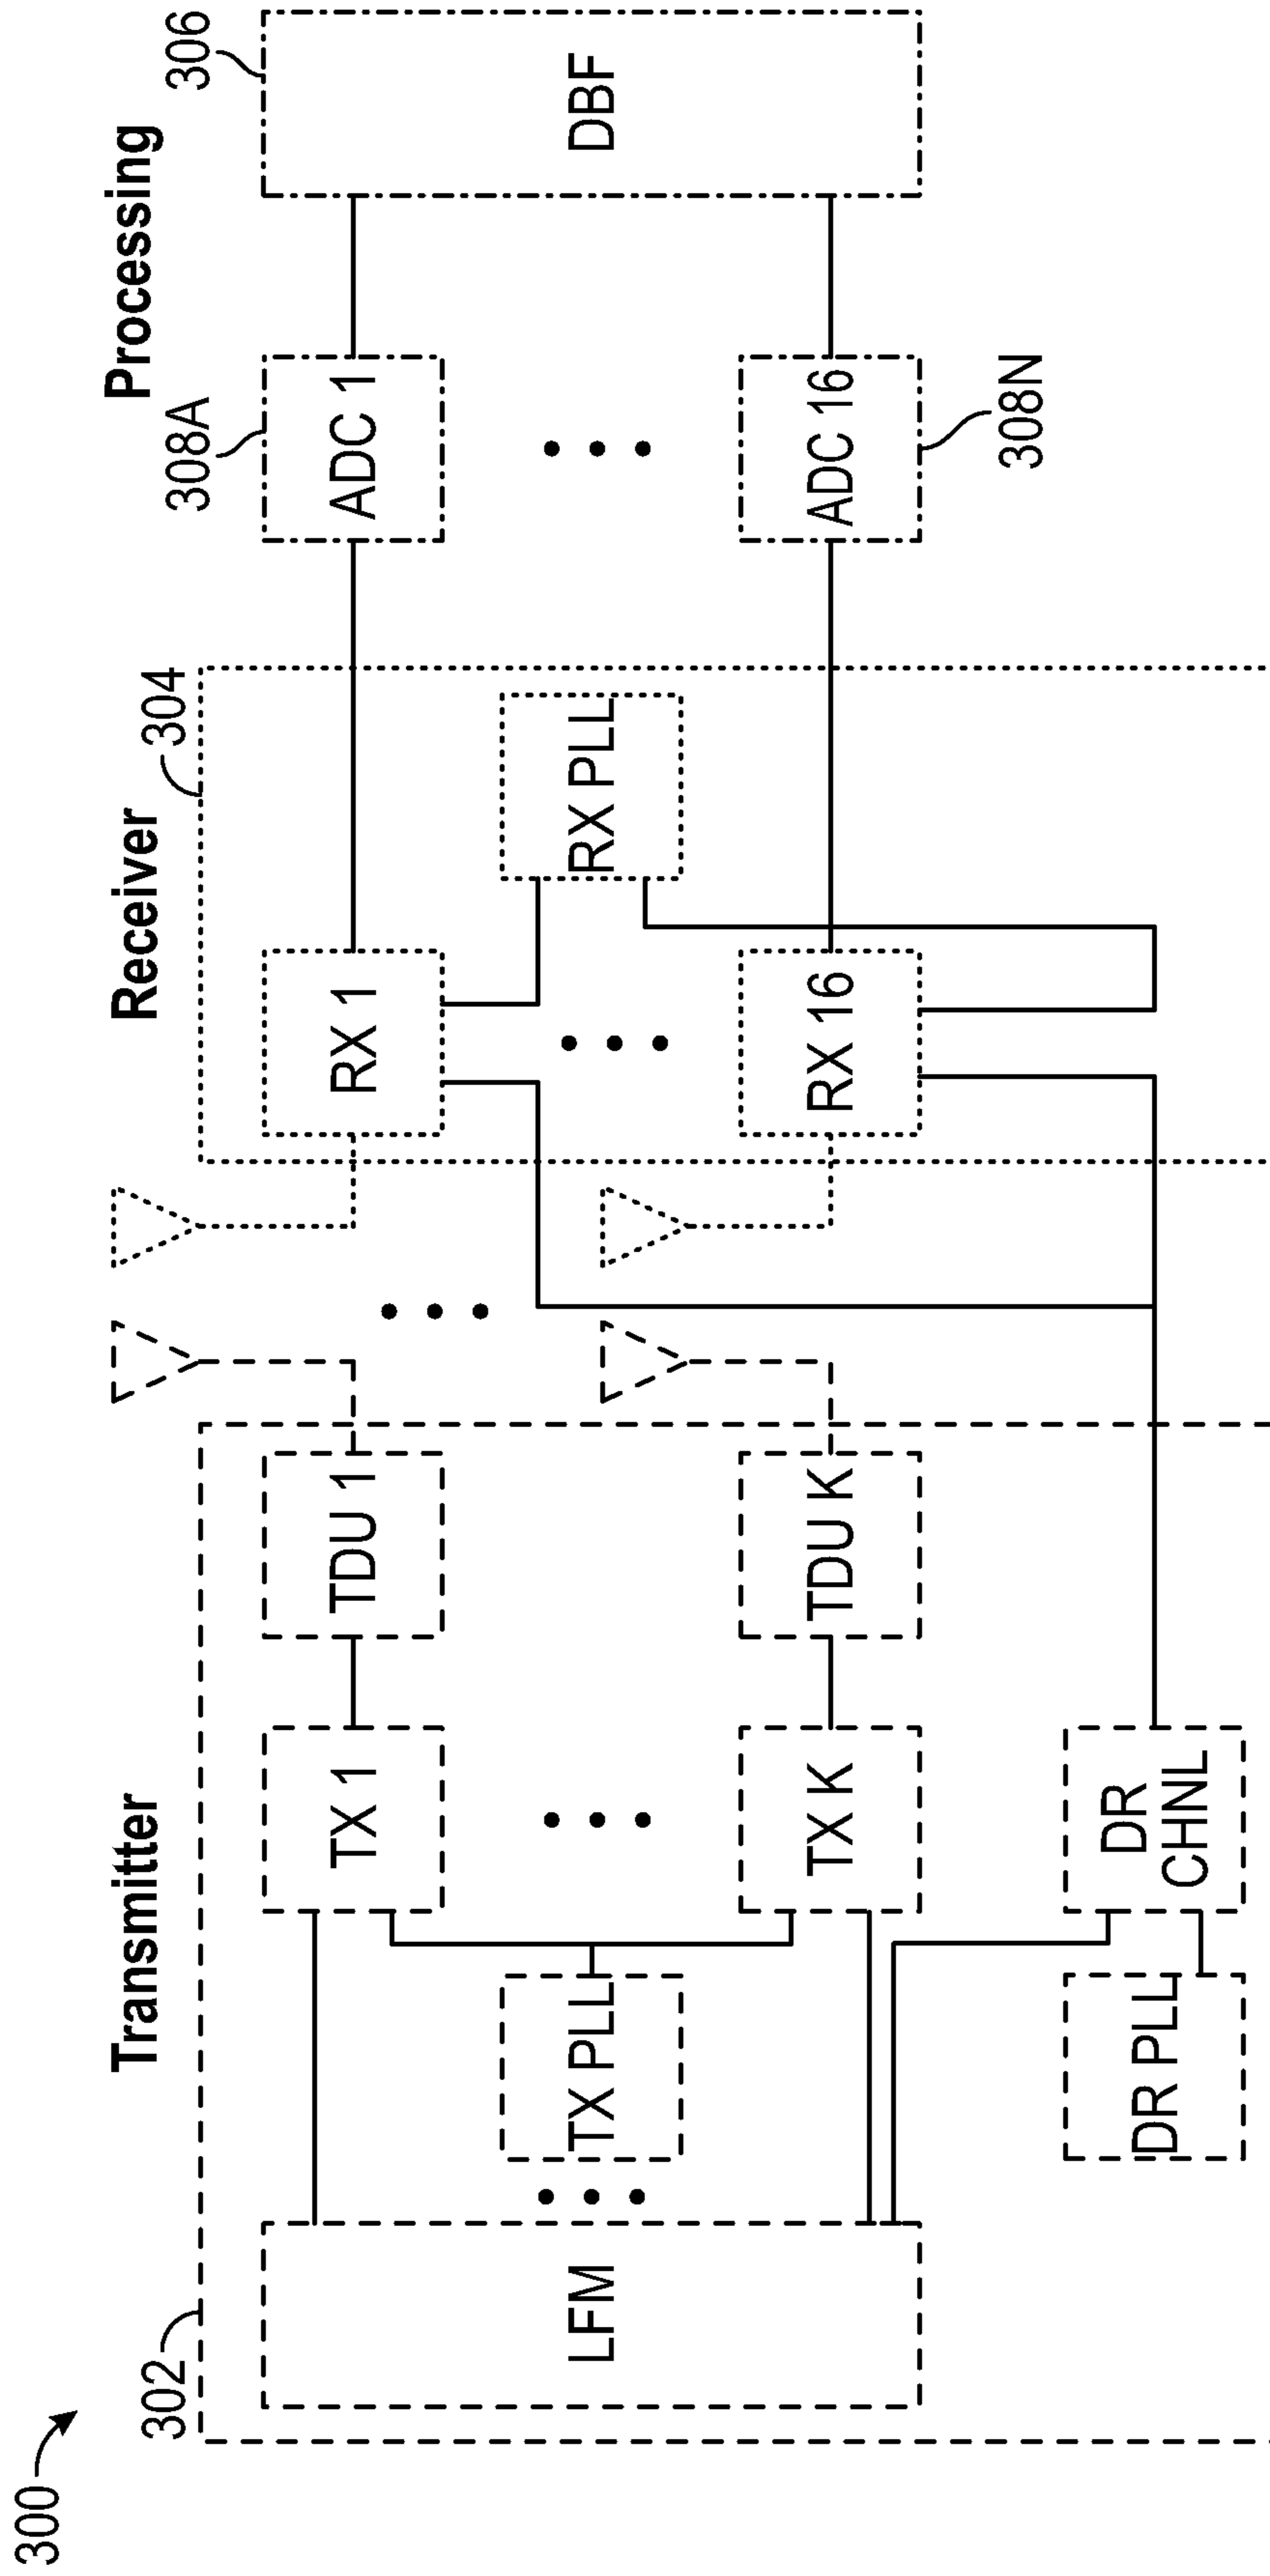 300
Transmitter
Receiver
Processing
302
304
308A
306
LFM
TX 1
TDU 1
RX 1
ADC 1
TX PLL
RX PLL
DBF
TX K
TDU K
RX 16
ADC 16
308N
DR PLL
DR
CHNL